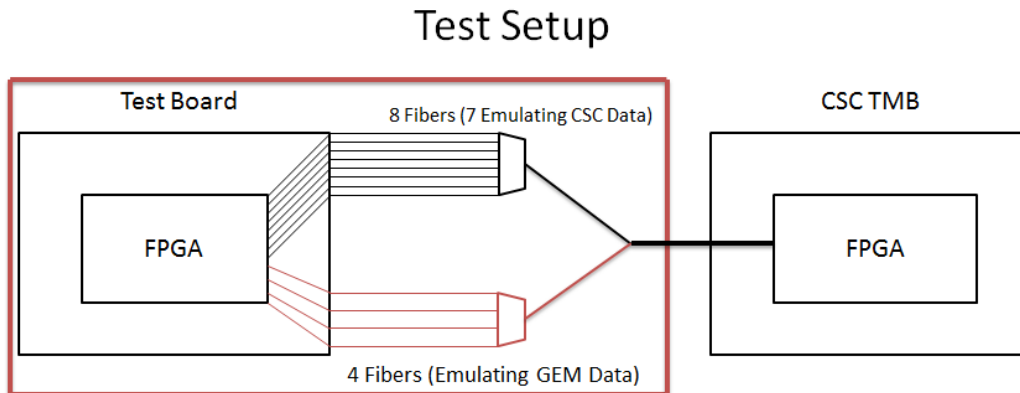 Test Setup
Test Board
8 Fibers (7 Emulating CSC Data)
CSC TMB
FPGA
FPGA
4 Fibers (Emulating GEM Data)